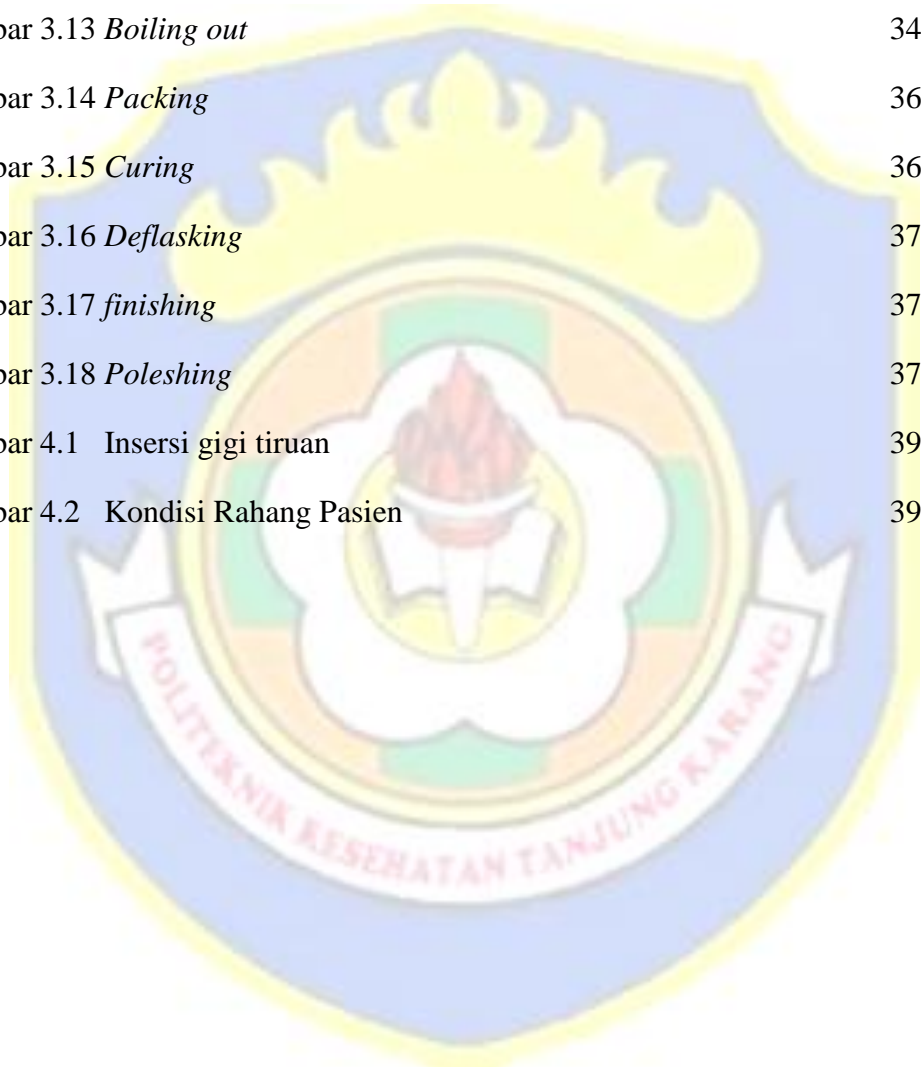 bar 3.13 Boiling out 34
bar 3.14 Packing 36
bar 3.15 Curing 36
bar 3.16 Deflasking 37
bar 3.17 finishing 37
bar 3.18 Poleshing 37
bar 4.1 Insersi gigi tiruan 39
bar 4.2 Kondisi Rahang Pasien 39
POLITEKNIK KESEHATAN TANJUNG KARANG